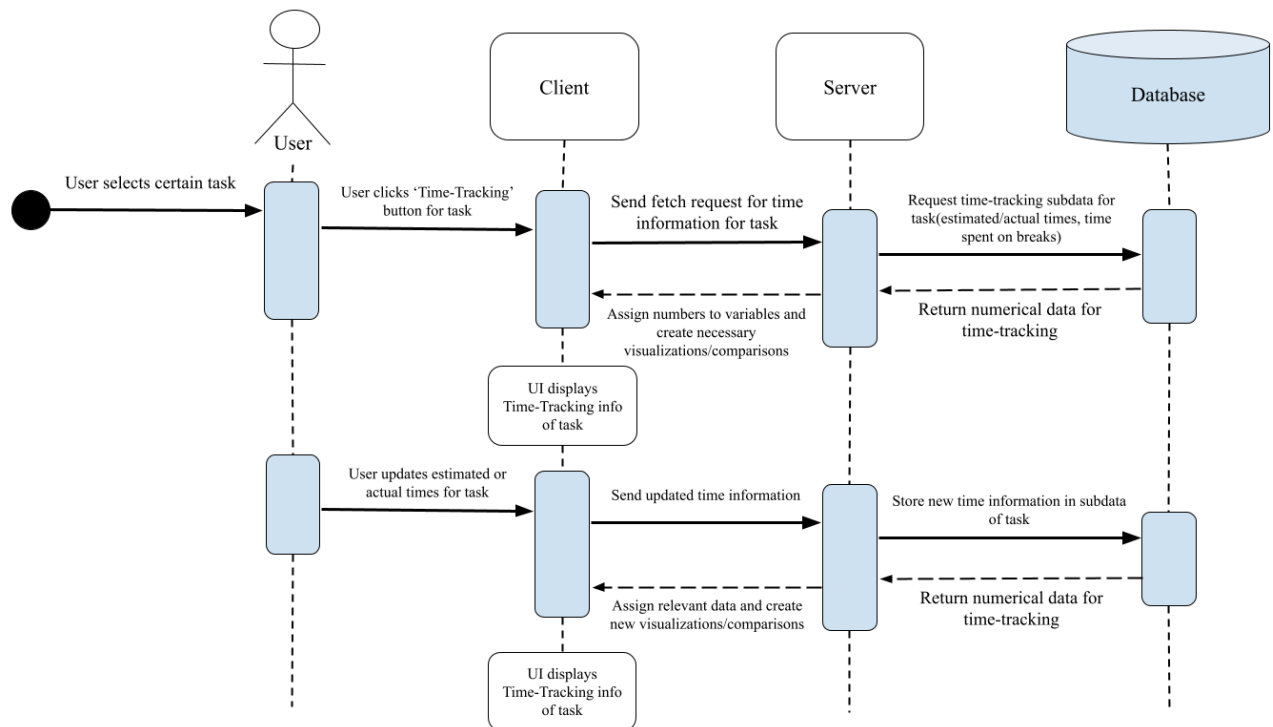 User
Client
Server
Database
User selects certain task
User clicks ‘Time-Tracking’
button for task
Send fetch request for time
information for task
Request time-tracking subdata for
task(estimated/actual times, time
spent on breaks)
Return numerical data for
time-tracking
Assign numbers to variables and
create necessary
visualizations/comparisons
UI displays
Time-Tracking info
of task
User updates estimated or
actual times for task
Send updated time information
Store new time information in subdata
of task
Return numerical data for
time-tracking
Assign relevant data and create
new visualizations/comparisons
UI displays
Time-Tracking info
of task